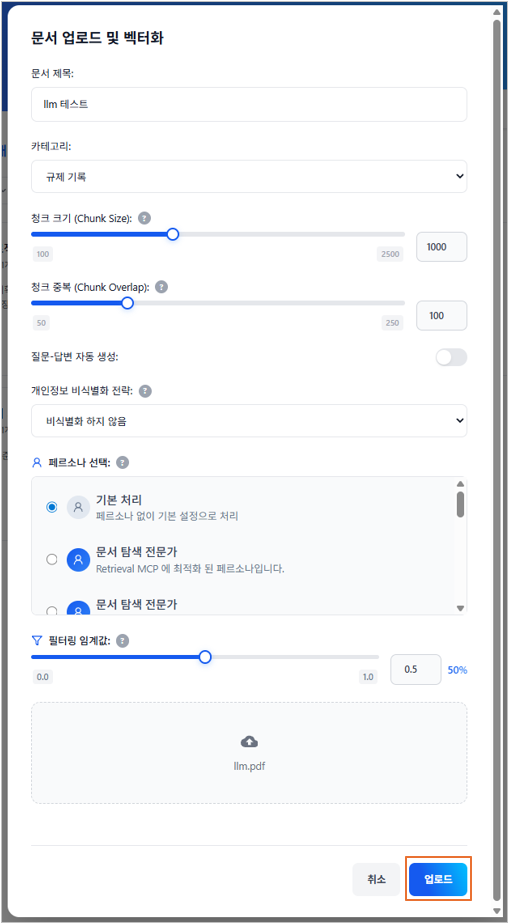 문서 업로드 및 벡터화
문서 제목:
llm 테스트
카테고리:
규제 기록
청크 크기 (Chunk Size): ?
100
2500
1000
청크 중복 (Chunk Overlap): ?
50
250
100
질문-답변 자동 생성:
개인정보 비식별화 전략: ?
비식별화 하지 않음
페르소나 선택: ?
기본 처리
페르소나 없이 기본 설정으로 처리
문서 탐색 전문가
Retrieval MCP 에 최적화 된 페르소나입니다.
문서 탐색 전문가
필터링 임계값: ?
0.0
1.0
0.5
50%
llm.pdf
취소
업로드